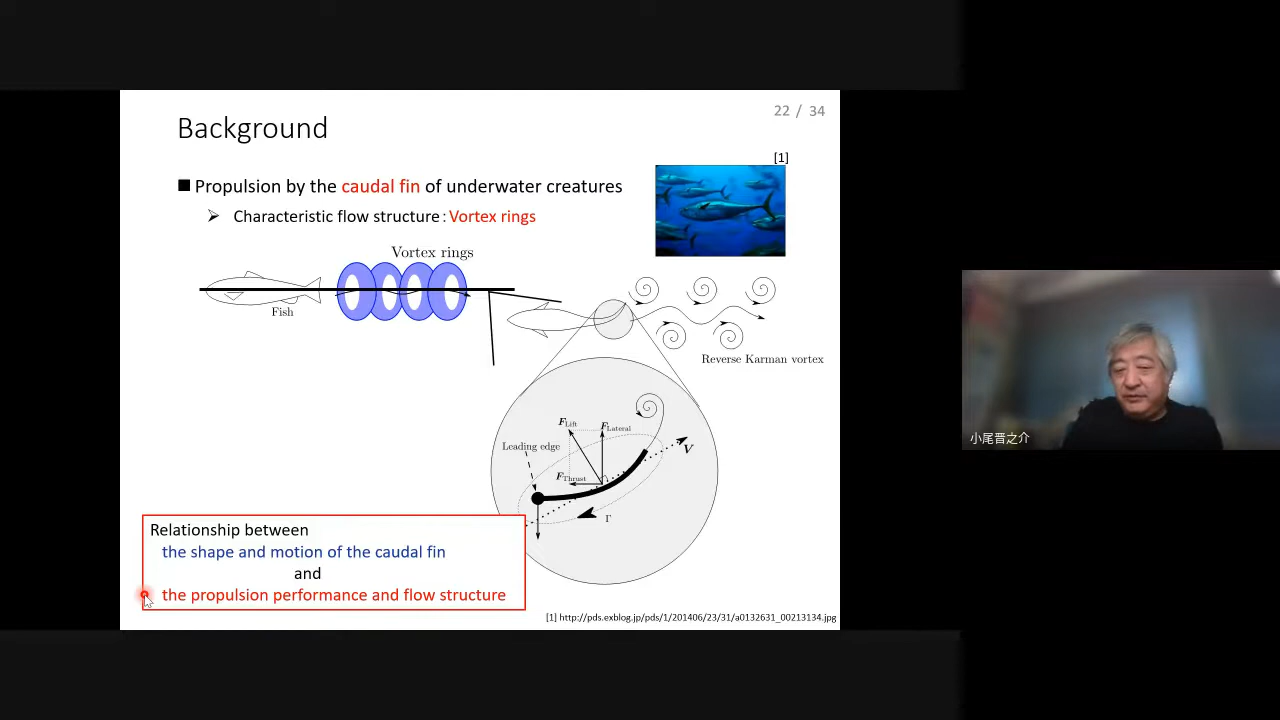 22 / 34
Background
[1]
Propulsion by the caudal fin of underwater creatures
Characteristic flow structure : Vortex rings
Vortex rings
Fish
Reverse Karman vortex
F Lift
F Lateral
Leading edge
V
F Thrust
Γ
Relationship between
the shape and motion of the caudal fin
and
the propulsion performance and flow structure
[1] http://pds.exblog.jp/pds/1/201406/23/31/a0132631_00213134.jpg
小尾晋之介